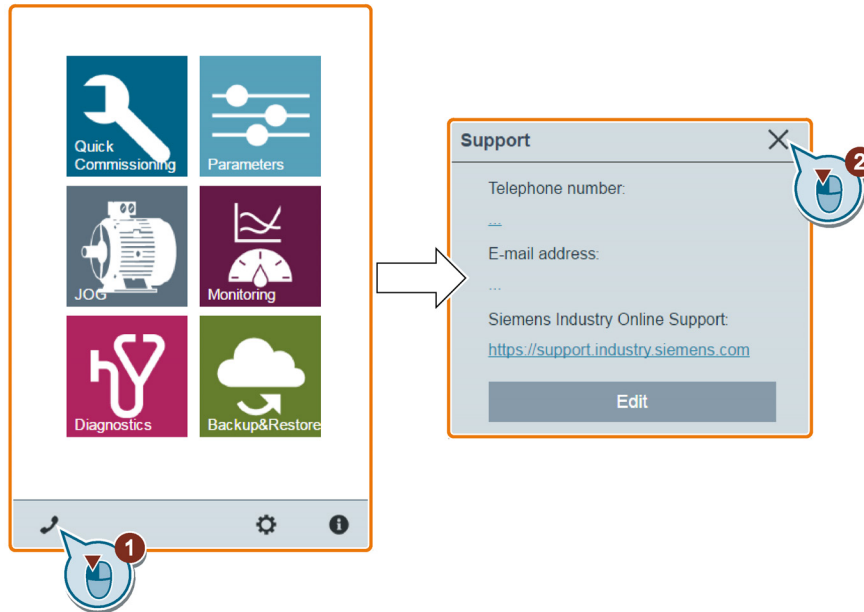 Quick
Commissioning
Parameters
JOG
Monitoring
Diagnostics
Backup&Restore
1
Support
2
Telephone number:
...
E-mail address:
...
Siemens Industry Online Support:
https://support.industry.siemens.com
Edit